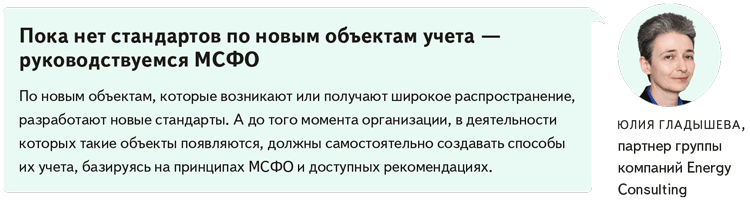 Пока нет стандартов по новым объектам учета —
руководствуемся МСФО
По новым объектам, которые возникают или получают широкое распространение,
разработают новые стандарты. А до того момента организации, в деятельности
которых такие объекты появляются, должны самостоятельно создавать способы
их учета, базируясь на принципах МСФО и доступных рекомендациях.
ЮЛИЯ ГЛАДЫШЕВА,
партнер группы
компаний Energy
Consulting